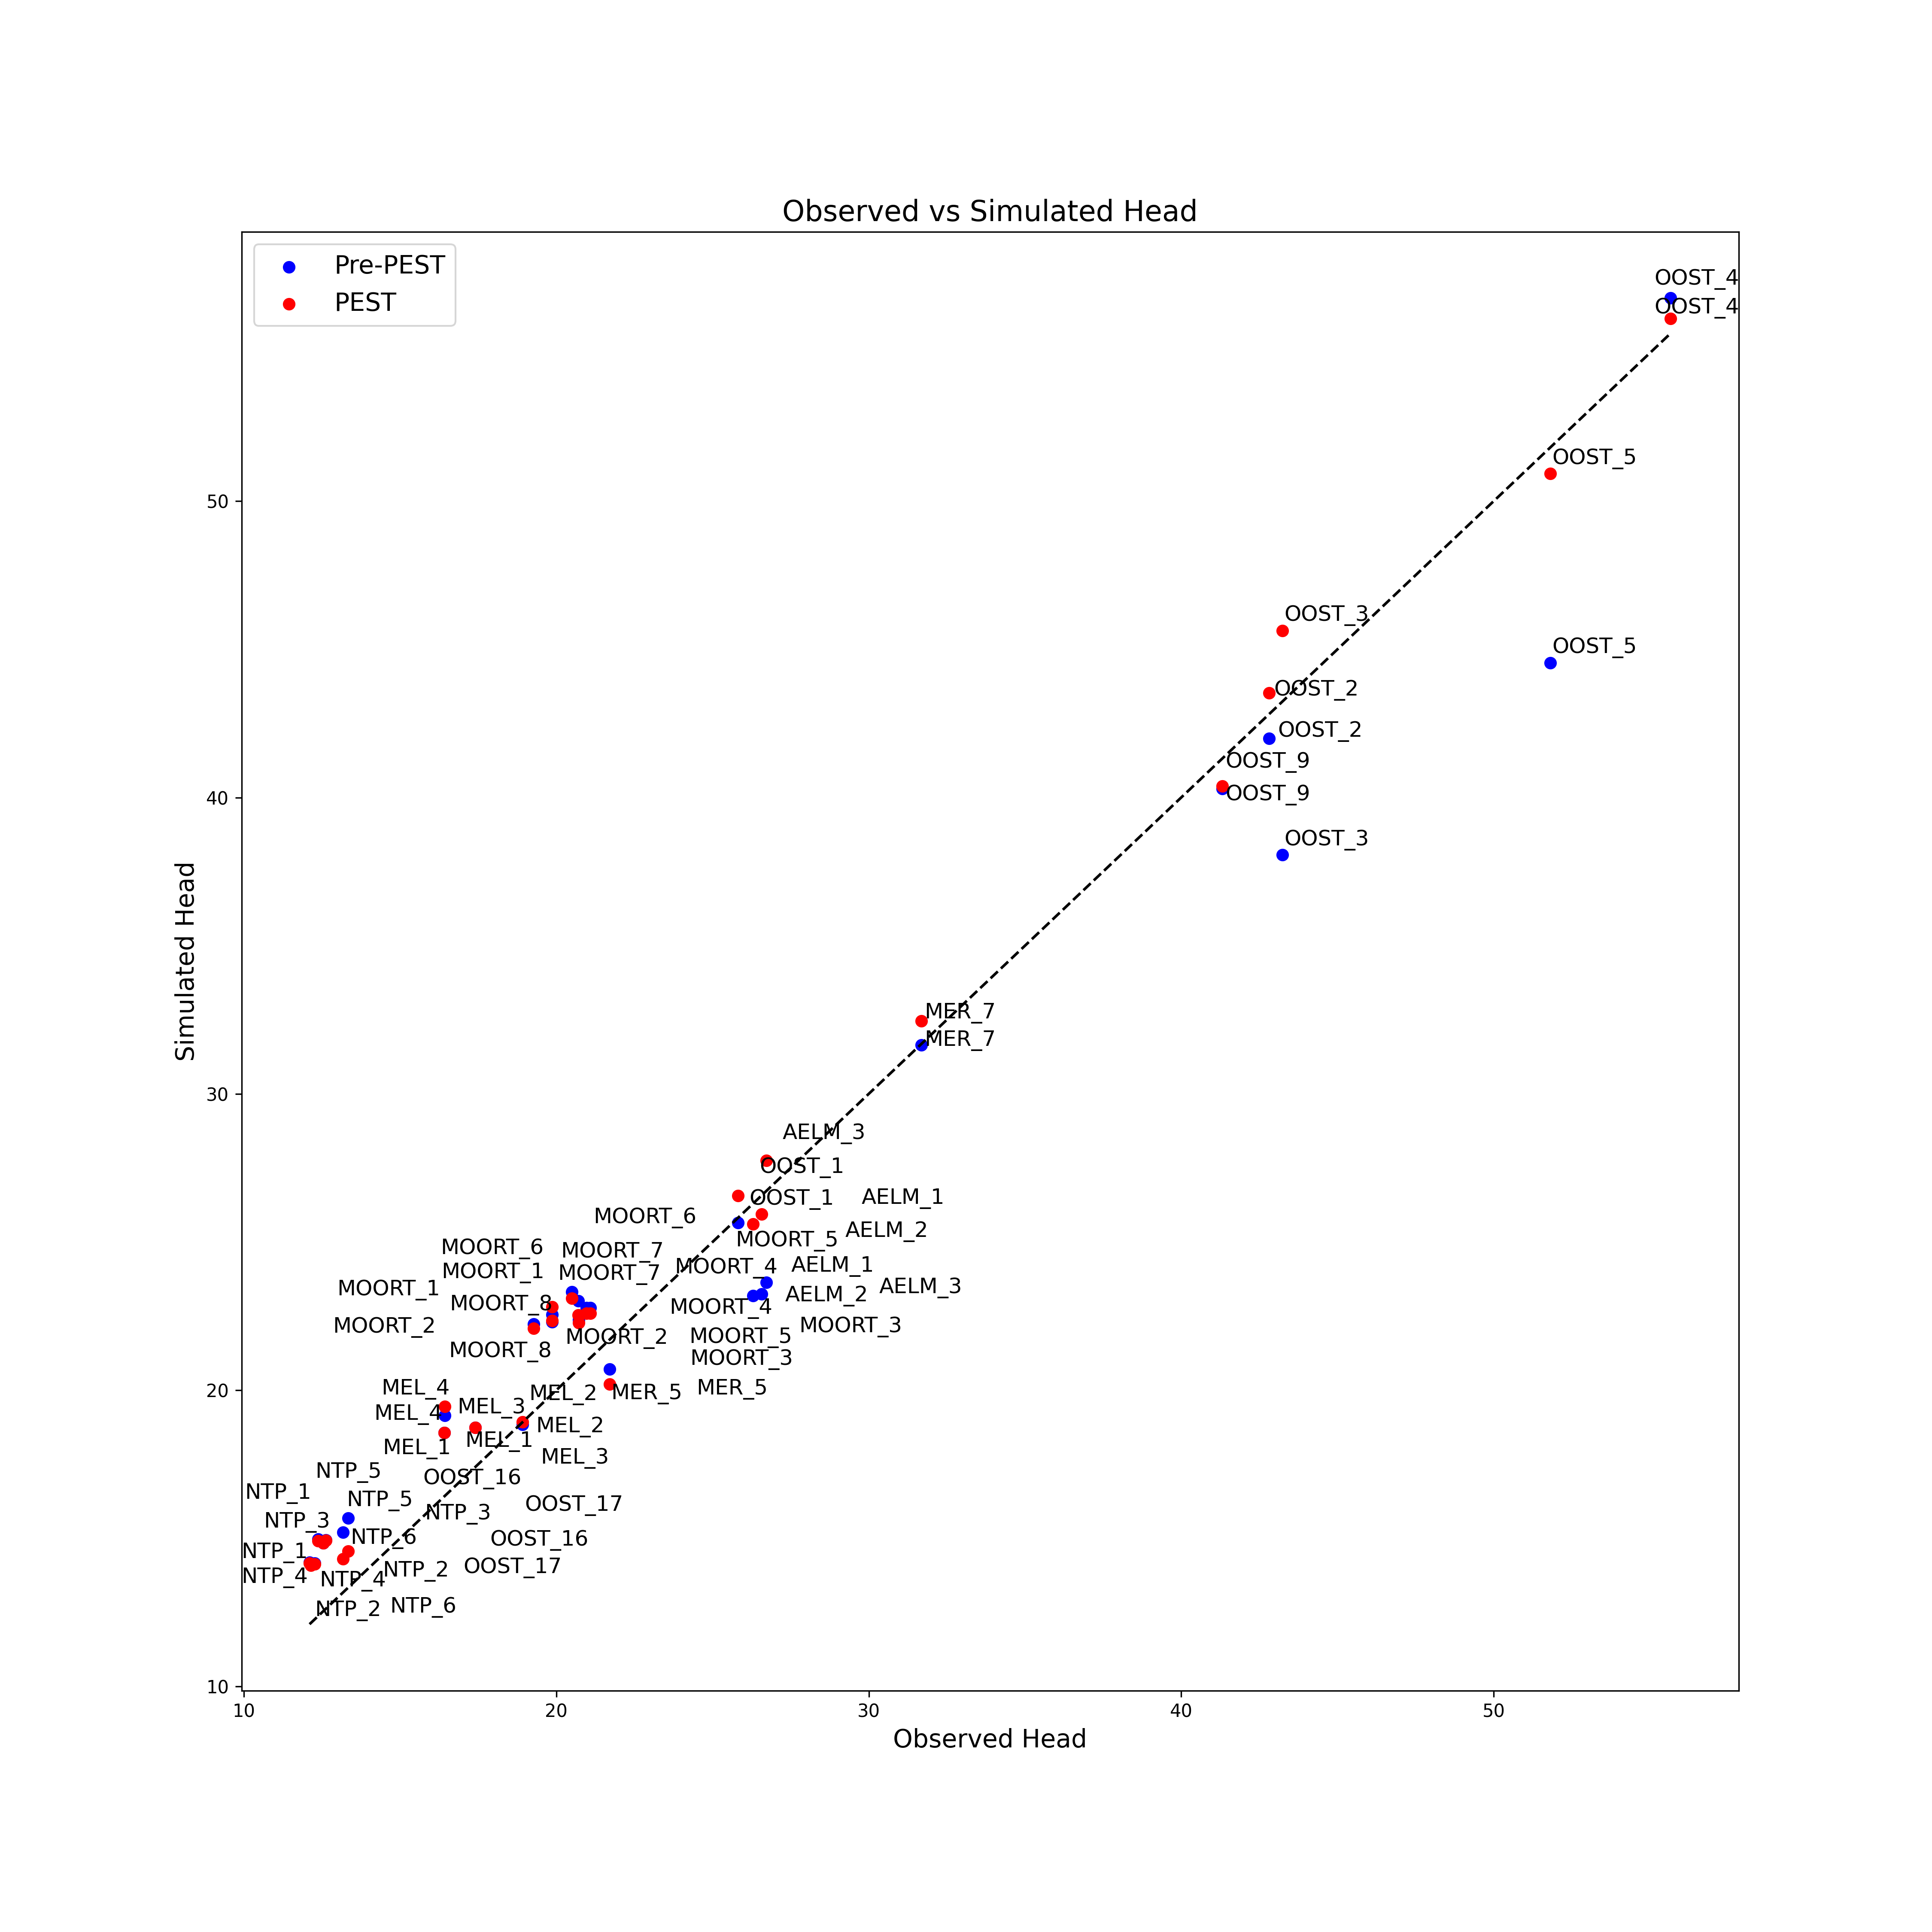 Observed vs Simulated Head
Pre-PEST
PEST
OOST_4
OOST_4
OOST_5
50
OOST_3
OOST_5
OOST_2
OOST_2
OOST_9
40
OOST_9
OOST_3
Simulated Head
MER_7
MER_7
30
AELM_3
OOST_1
OOST_1
AELM_1
MOORT_6
AELM_2
MOORT_5
MOORT_6
MOORT_7
MOORT_4
AELM_1
MOORT_1
MOORT_7
AELM_3
MOORT_1
AELM_2
MOORT_8
MOORT_4
MOORT_2
MOORT_3
MOORT_2
MOORT_5
MOORT_8
MOORT_3
MEL_4
MER_5
20
MEL_2
MER_5
MEL_3
MEL_4
MEL_2
MEL_1
MEL_1
MEL_3
NTP_5
OOST_16
NTP_1
NTP_5
OOST_17
NTP_3
NTP_3
NTP_6
OOST_16
NTP_1
OOST_17
NTP_2
NTP_4
NTP_4
NTP_6
NTP_2
10
10 20 30 40 50
Observed Head